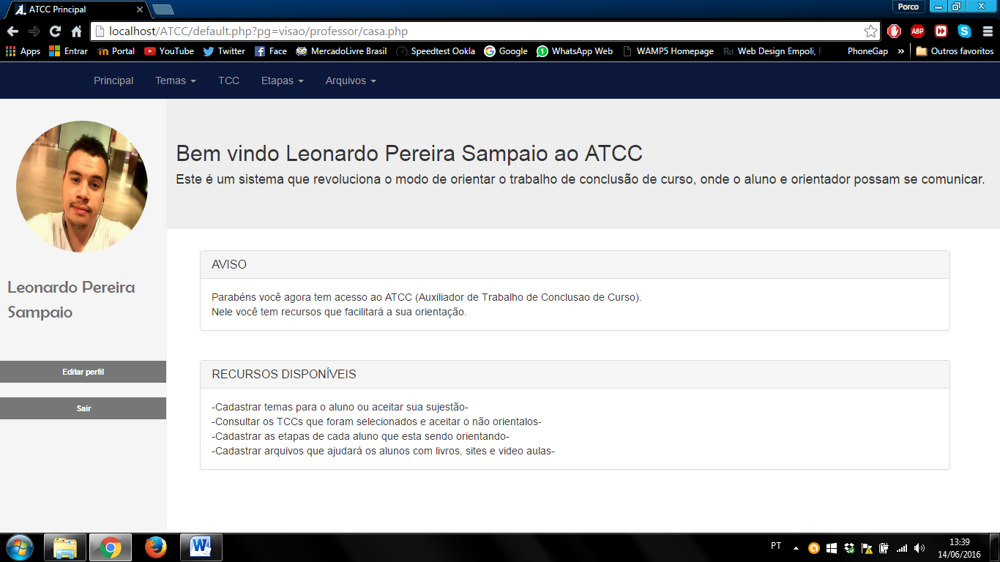 ATCC Principal
Porco
localhost/ATCC/default.php?pg=visao/professor/casa.php
ABP
Apps Entrar Portal YouTube Twitter Face MercadoLivre Brasil Speedtest Ookla Google WhatsApp Web WAMP5 Homepage Rd Web Design Empoli, F PhoneGap » Outros favoritos
Principal Temas TCC Etapas Arquivos
Leonardo Pereira
Sampaio
Editar perfil
Sair
Bem vindo Leonardo Pereira Sampaio ao ATCC
Este é um sistema que revoluciona o modo de orientar o trabalho de conclusão de curso, onde o aluno e orientador possam se comunicar.
AVISO
Parabéns você agora tem acesso ao ATCC (Auxiliador de Trabalho de Conclusao de Curso).
Nele você tem recursos que facilitará a sua orientação.
RECURSOS DISPONÍVEIS
-Cadastrar temas para o aluno ou aceitar sua sujestão-
-Consultar os TCCs que foram selecionados e aceitar o não orientalos-
-Cadastrar as etapas de cada aluno que esta sendo orientando-
-Cadastrar arquivos que ajudará os alunos com livros, sites e video aulas-
PT
13:39
14/06/2016